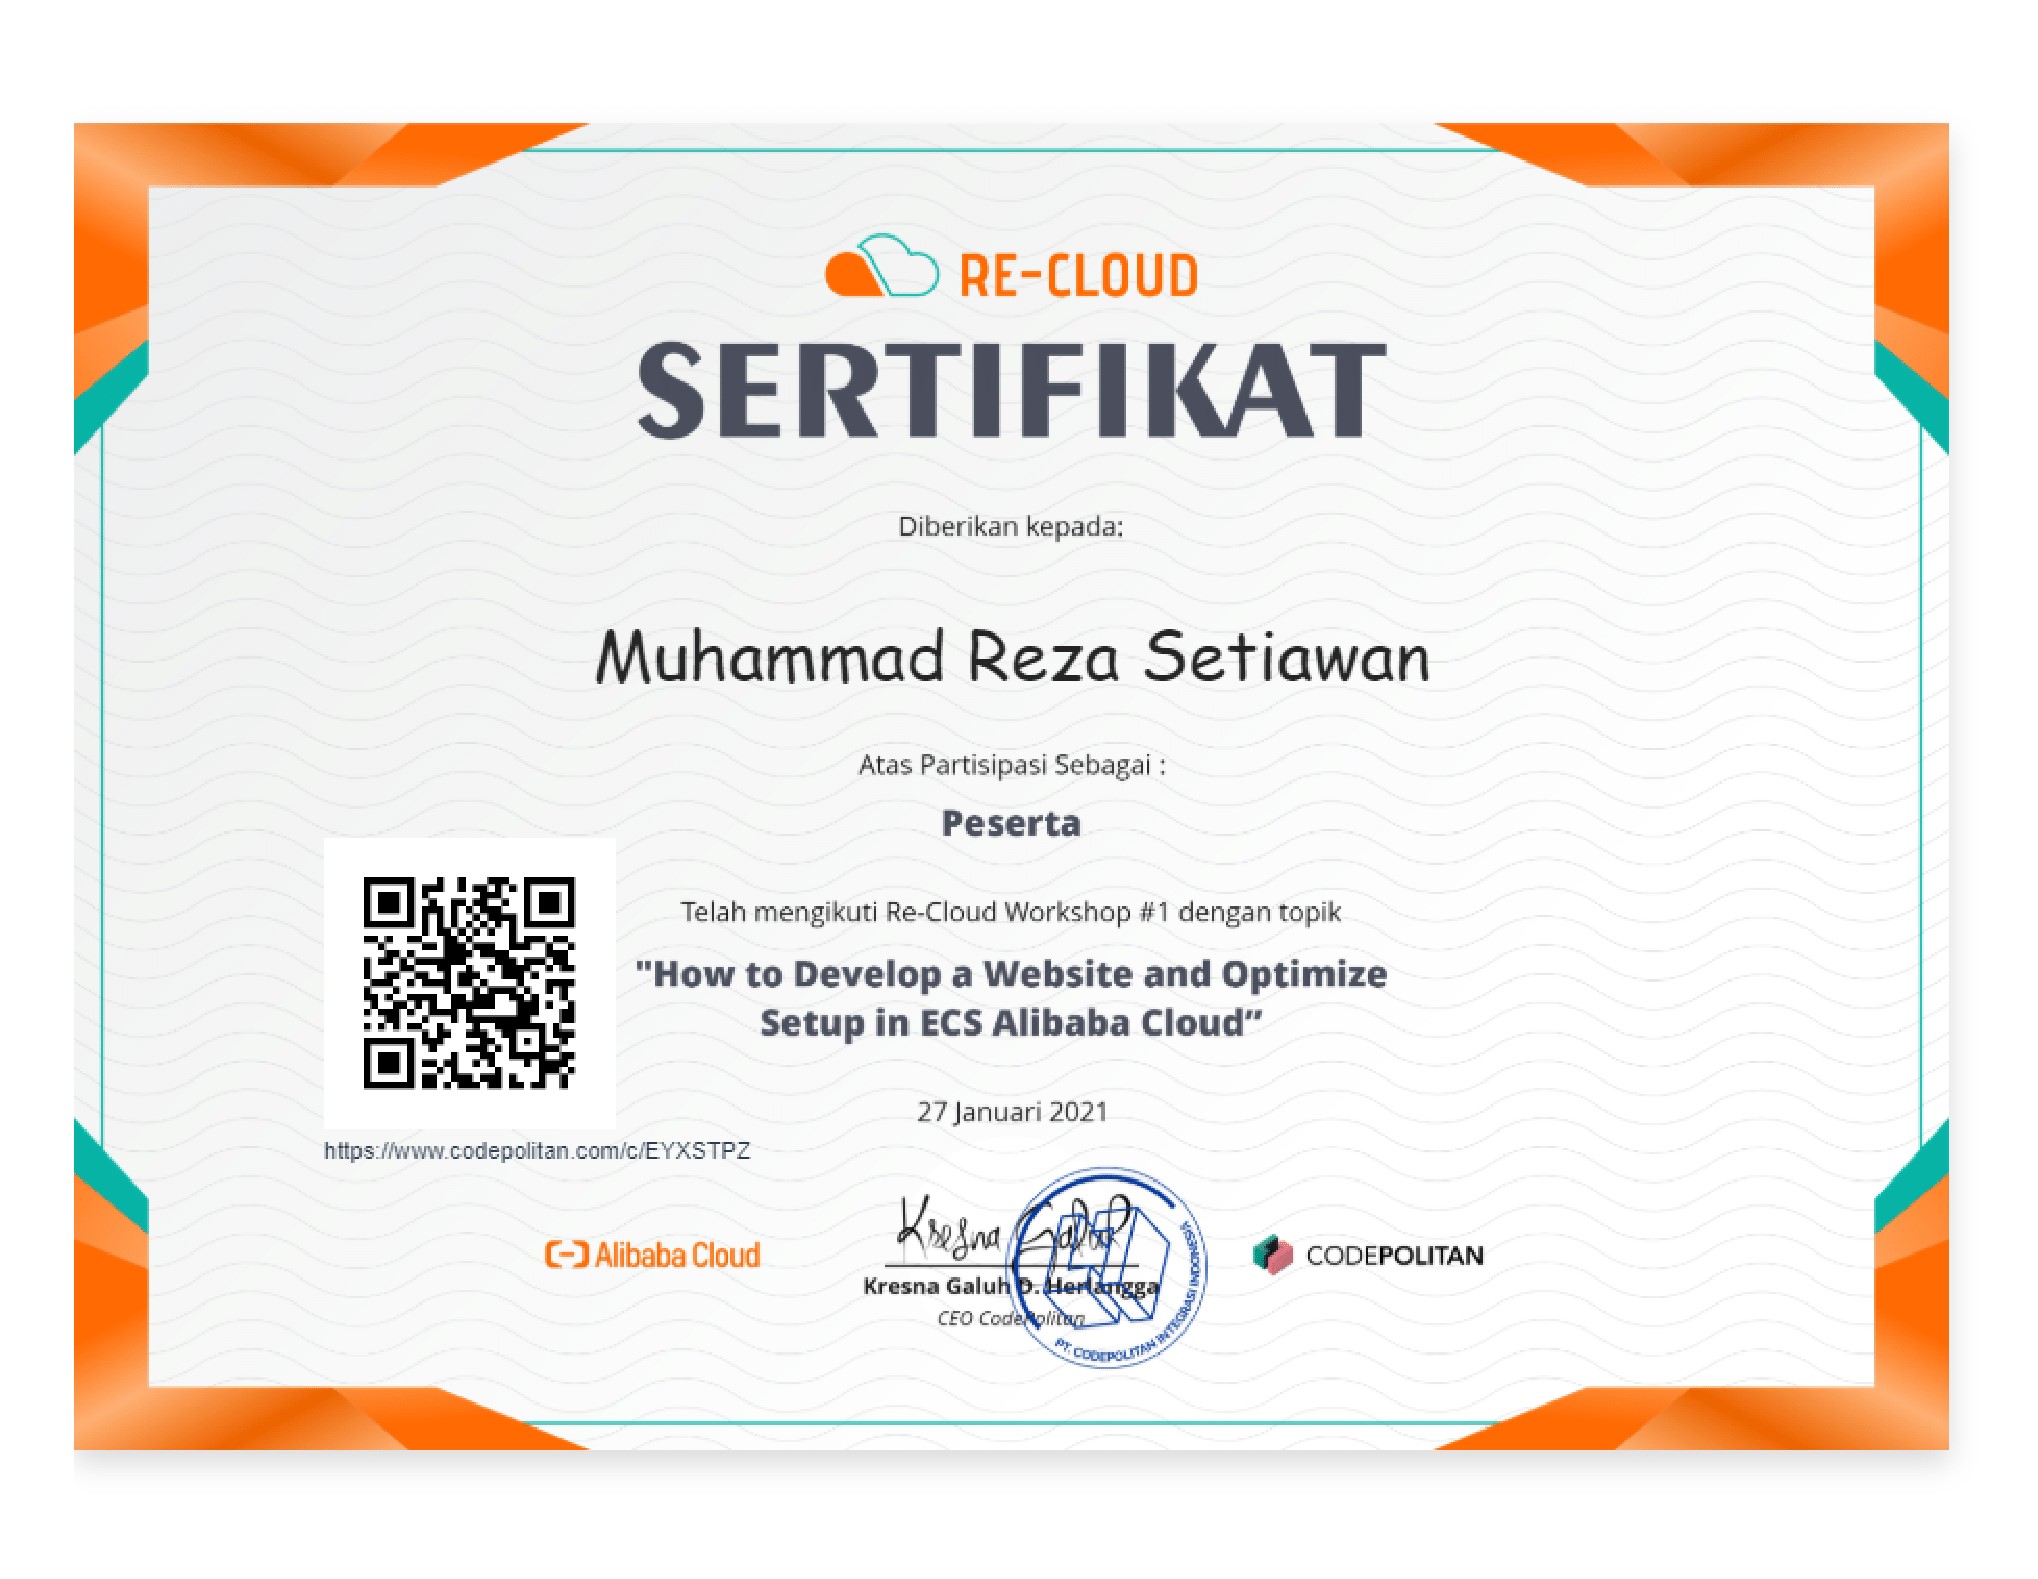 RE-CLOUD
SERTIFIKAT
Diberikan kepada:
Muhammad Reza Setiawan
Atas Partisipasi Sebagai :
Peserta
Telah mengikuti Re-Cloud Workshop #1 dengan topik
"How to Develop a Website and Optimize
Setup in ECS Alibaba Cloud”
27 Januari 2021
https://www.codepolitan.com/c/EYXSTPZ
Alibaba Cloud
Kresna Galuh
Kresna Galuh D. Herlangga
CEO CodePolitan
PT. CODEPOLITAN INTEGRASI INDONESIA
CODEPOLITAN